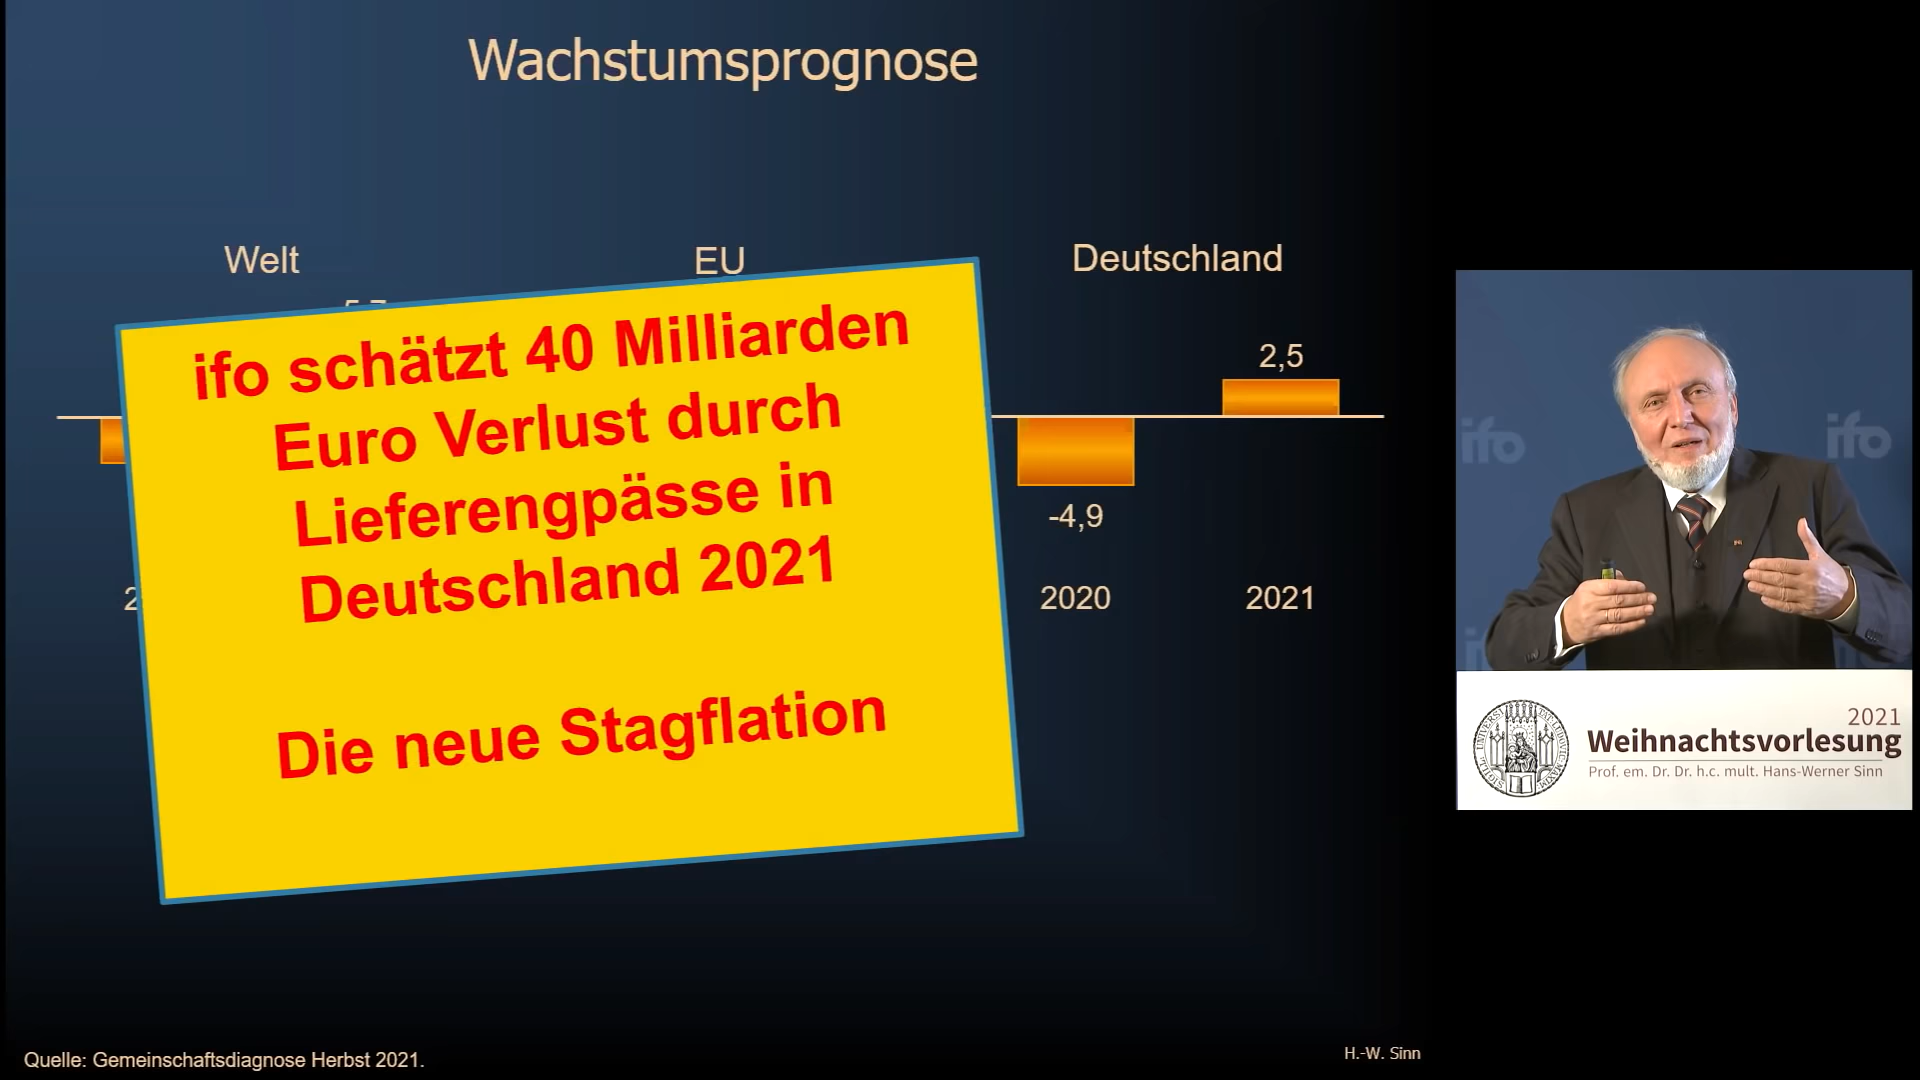 Wachstumsprognose
Welt
EU
Deutschland
ifo schätzt 40 Milliarden
Euro Verlust durch
Lieferengpässe in
Deutschland 2021
Die neue Stagflation
2,5
-4,9
2020
2021
Quelle: Gemeinschaftsdiagnose Herbst 2021.
H.-W. Sinn
ifo
ifo
2021
Weihnachtsvorlesung
Prof. em. Dr. Dr. h.c. mult. Hans-Werner Sinn